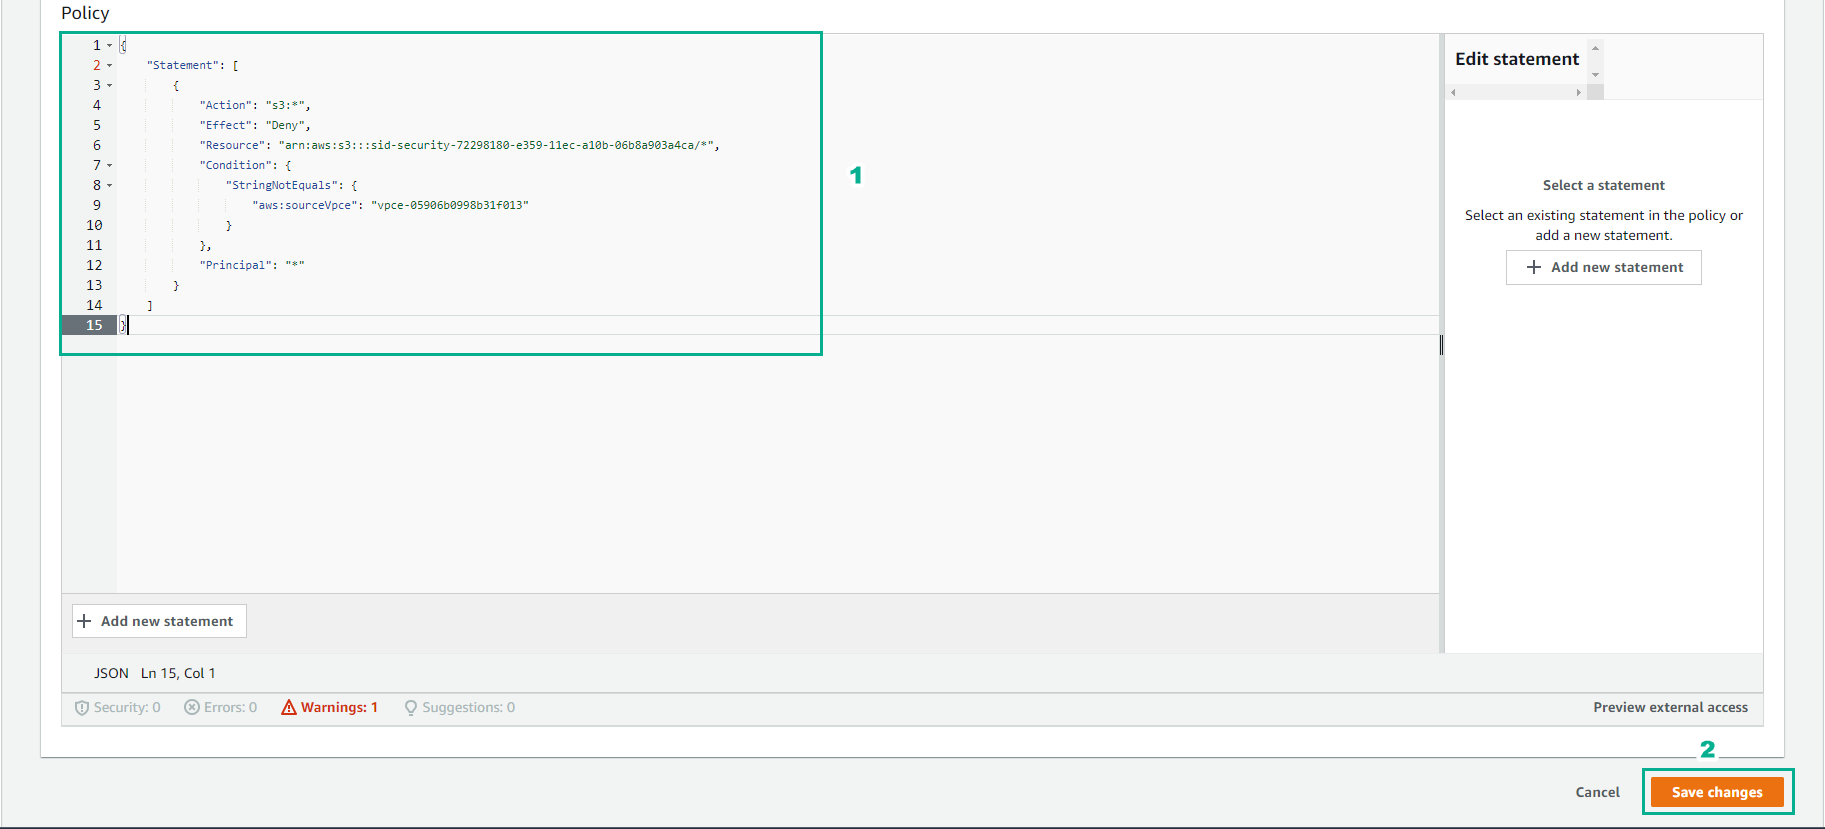 Policy
1 {
2 "Statement": [
3 {
4 "Action": "s3:*",
5 "Effect": "Deny",
6 "Resource": "arn:aws:s3:::sid-security-72298180-e359-11ec-a10b-06b8a903a4ca/*",
7 "Condition": {
8 "StringNotEquals": {
9 "aws:sourceVpce": "vpce-05906b0998b31f013"
10 }
11 },
12 "Principal": "*"
13 }
14 ]
15 }
1
Edit statement
Select a statement
Select an existing statement in the policy or
add a new statement.
+ Add new statement
+ Add new statement
JSON Ln 15, Col 1
Security: 0 Errors: 0 Warnings: 1 Suggestions: 0 Preview external access
2
Cancel Save changes